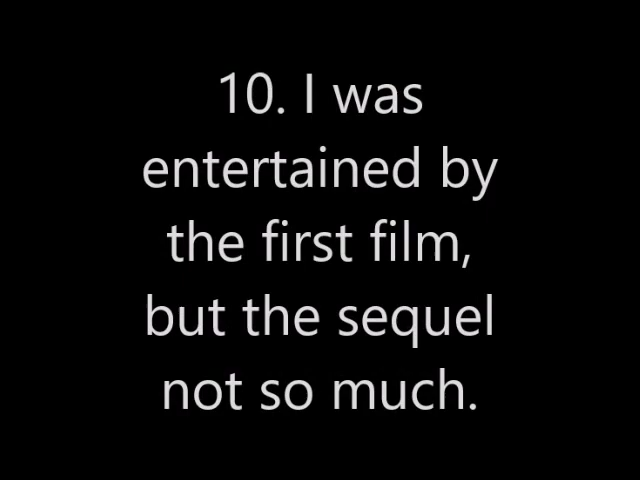 10. I was
entertained by
the first film,
but the sequel
not so much.